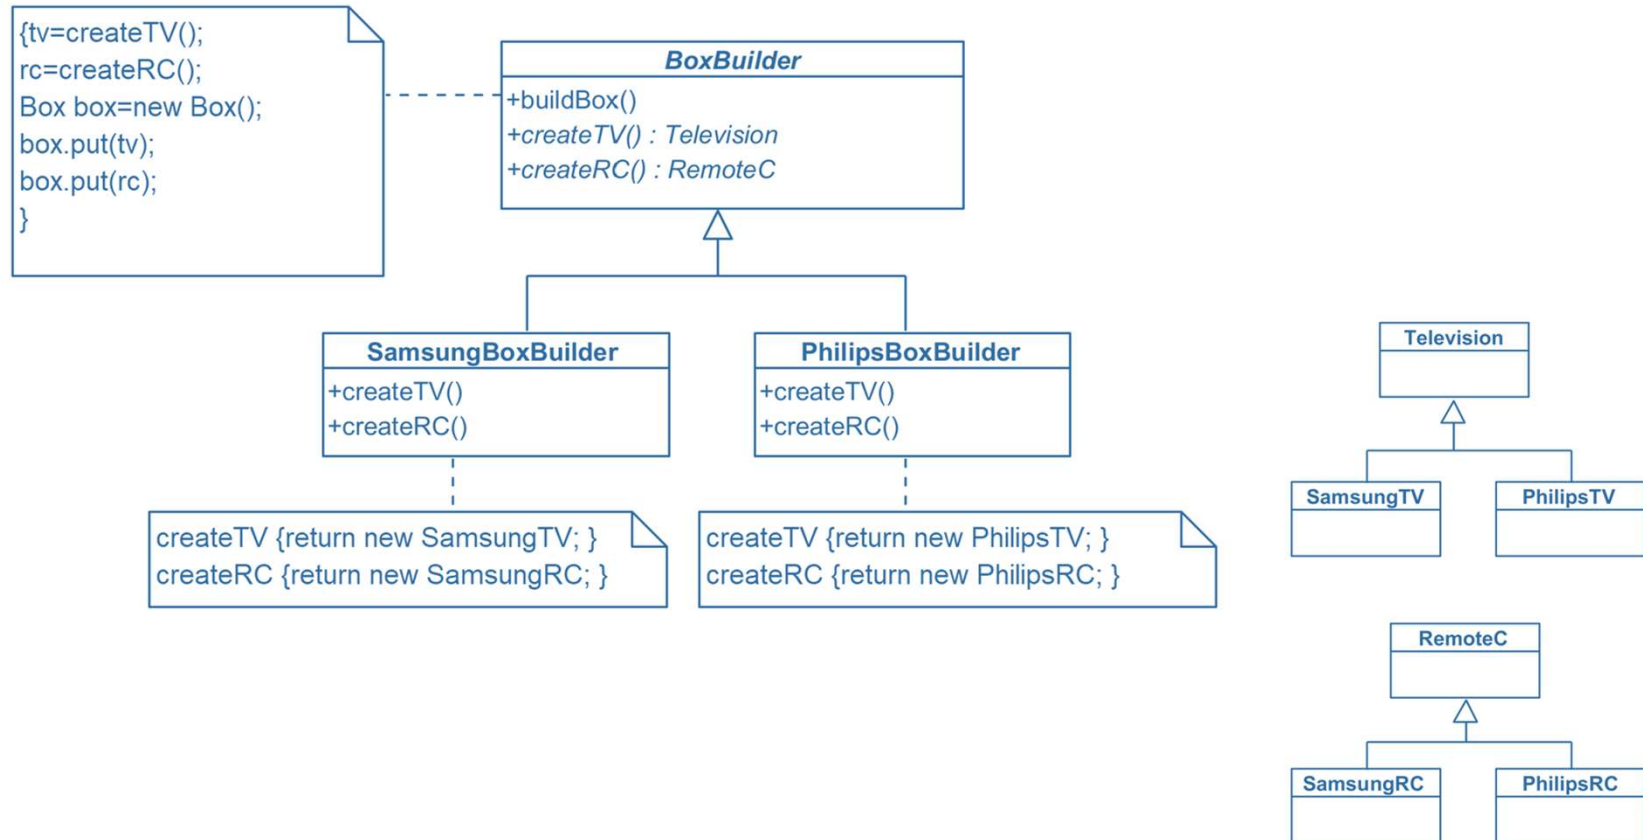 {tv=createTV();
rc=createRC();
Box box=new Box();
box.put(tv);
box.put(rc);
}
BoxBuilder
+buildBox()
+createTV() : Television
+createRC() : RemoteC
SamsungBoxBuilder
+createTV()
+createRC()
PhilipsBoxBuilder
+createTV()
+createRC()
createTV {return new SamsungTV; }
createRC {return new SamsungRC; }
createTV {return new PhilipsTV; }
createRC {return new PhilipsRC; }
Television
SamsungTV
PhilipsTV
RemoteC
SamsungRC
PhilipsRC